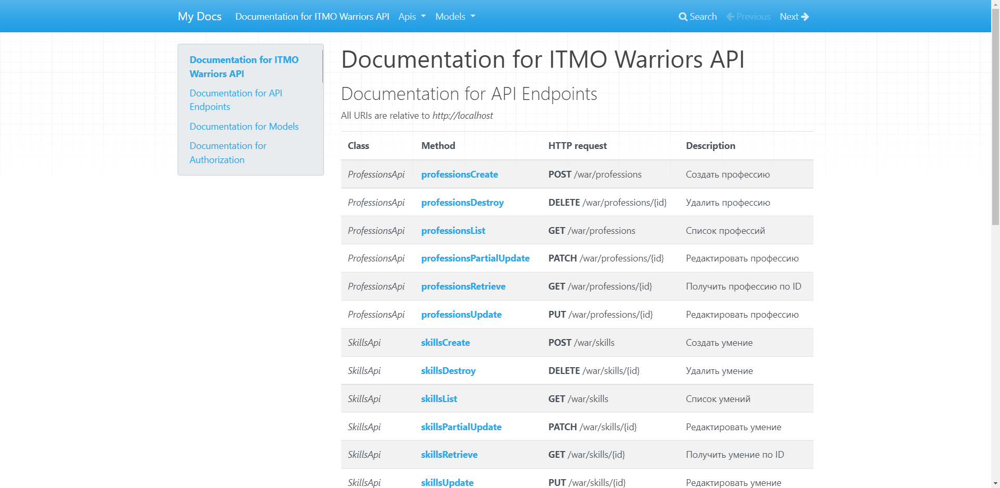 My Docs Documentation for ITMO Warriors API Apis Models Search Previous Next
Documentation for ITMO
Warriors API
Documentation for API
Endpoints
Documentation for Models
Documentation for
Authorization
Documentation for ITMO Warriors API
Documentation for API Endpoints
All URIs are relative to http://localhost
Class Method HTTP request Description
ProfessionsApi professionsCreate POST /war/professions Создать профессию
ProfessionsApi professionsDestroy DELETE /war/professions/{id} Удалить профессию
ProfessionsApi professionsList GET /war/professions Список профессий
ProfessionsApi professionsPartialUpdate PATCH /war/professions/{id} Редактировать профессию
ProfessionsApi professionsRetrieve GET /war/professions/{id} Получить профессию по ID
ProfessionsApi professionsUpdate PUT /war/professions/{id} Редактировать профессию
SkillsApi skillsCreate POST /war/skills Создать умение
SkillsApi skillsDestroy DELETE /war/skills/{id} Удалить умение
SkillsApi skillsList GET /war/skills Список умений
SkillsApi skillsPartialUpdate PATCH /war/skills/{id} Редактировать умение
SkillsApi skillsRetrieve GET /war/skills/{id} Получить умение по ID
SkillsApi skillsUpdate PUT /war/skills/{id} Редактировать умение